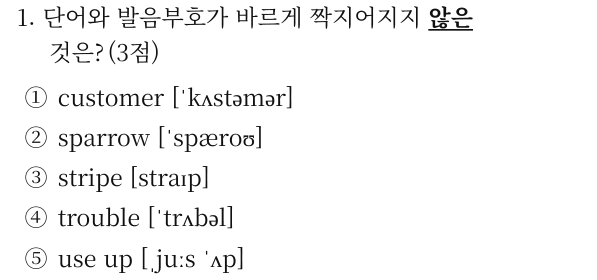 1. 단어와 발음부호가 바르게 짝지어지지 않은
것은? (3점)
① customer [ˈkʌstəmər]
② sparrow [ˈspæroʊ]
③ stripe [straɪp]
④ trouble [ˈtrʌbəl]
⑤ use up [ˌju:s ˈʌp]